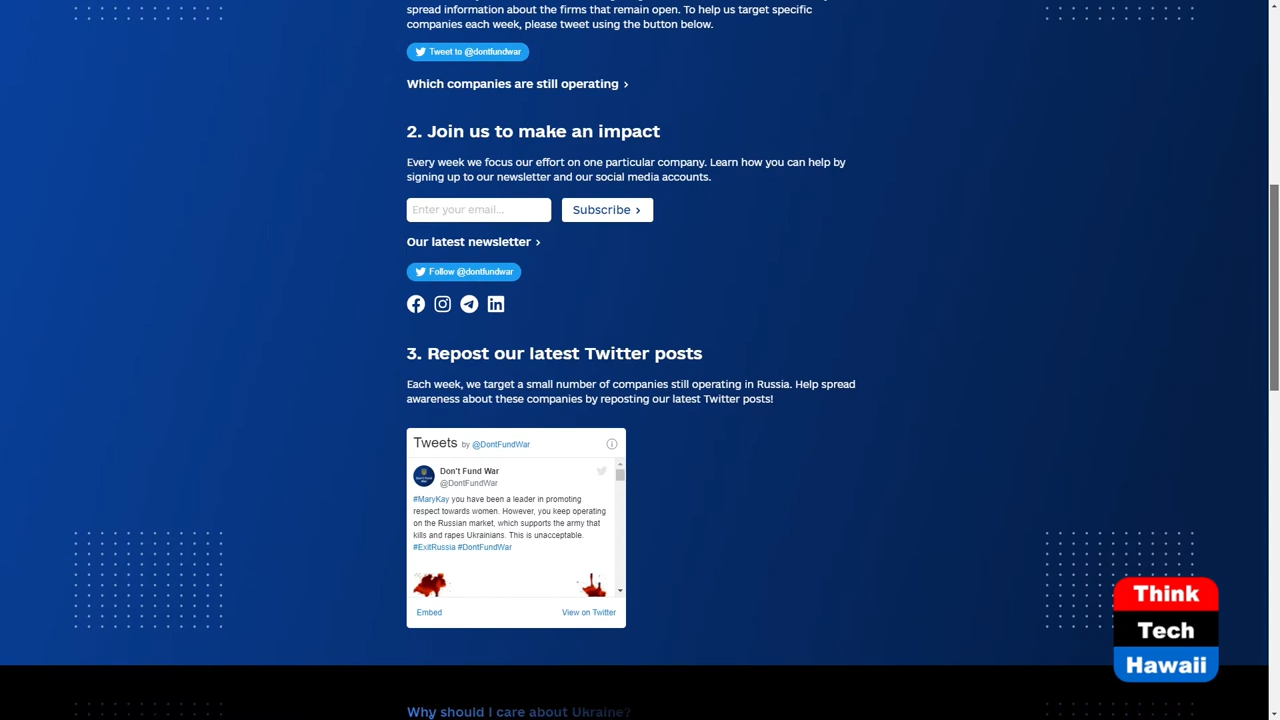 spread information about the firms that remain open. To help us target specific
companies each week, please tweet using the button below.
Tweet to @dontfundwar
Which companies are still operating >
2. Join us to make an impact
Every week we focus our effort on one particular company. Learn how you can help by
signing up to our newsletter and our social media accounts.
Enter your email...
Subscribe >
Our latest newsletter >
Follow @dontfundwar
3. Repost our latest Twitter posts
Each week, we target a small number of companies still operating in Russia. Help spread
awareness about these companies by reposting our latest Twitter posts!
Tweets by @DontFundWar
Don't Fund War
@DontFundWar
#MaryKay you have been a leader in promoting
respect towards women. However, you keep operating
on the Russian market, which supports the army that
kills and rapes Ukrainians. This is unacceptable.
#ExitRussia #DontFundWar
Embed
View on Twitter
Think
Tech
Hawaii
Why should I care about Ukraine?